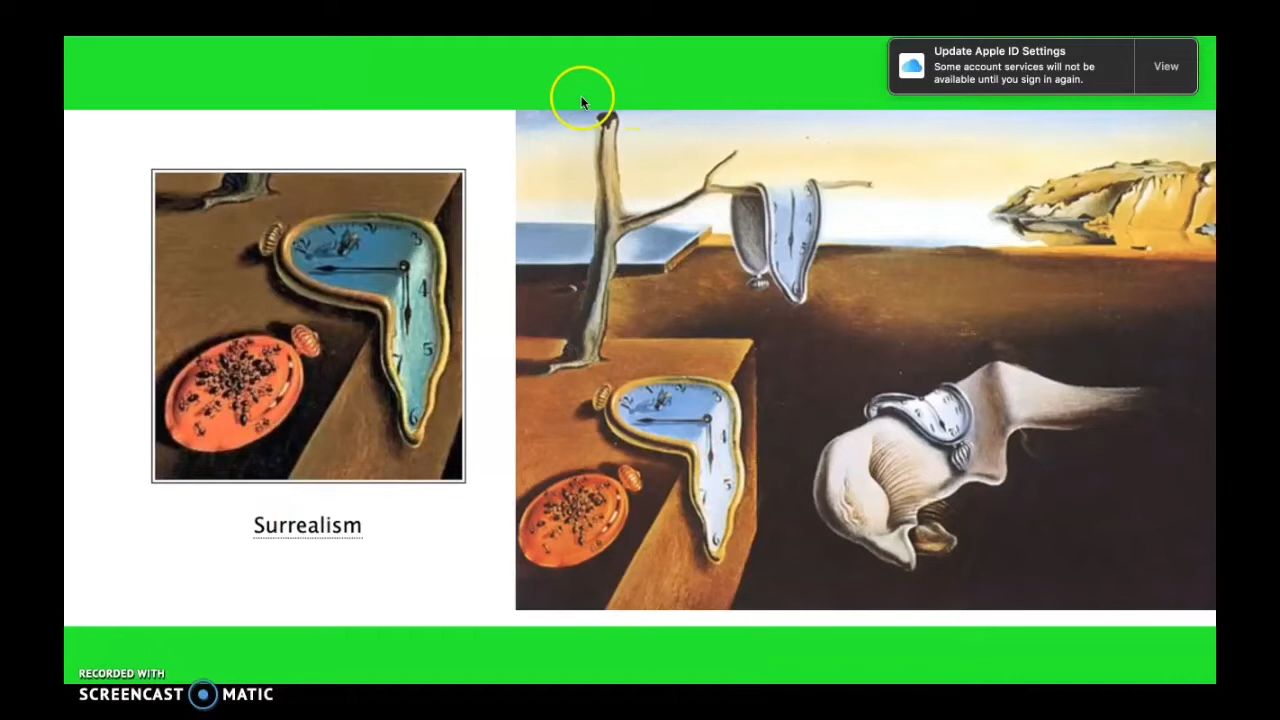 Update Apple ID Settings
Some account services will not be
available until you sign in again.
View
Surrealism
RECORDED WITH
SCREENCAST MATIC